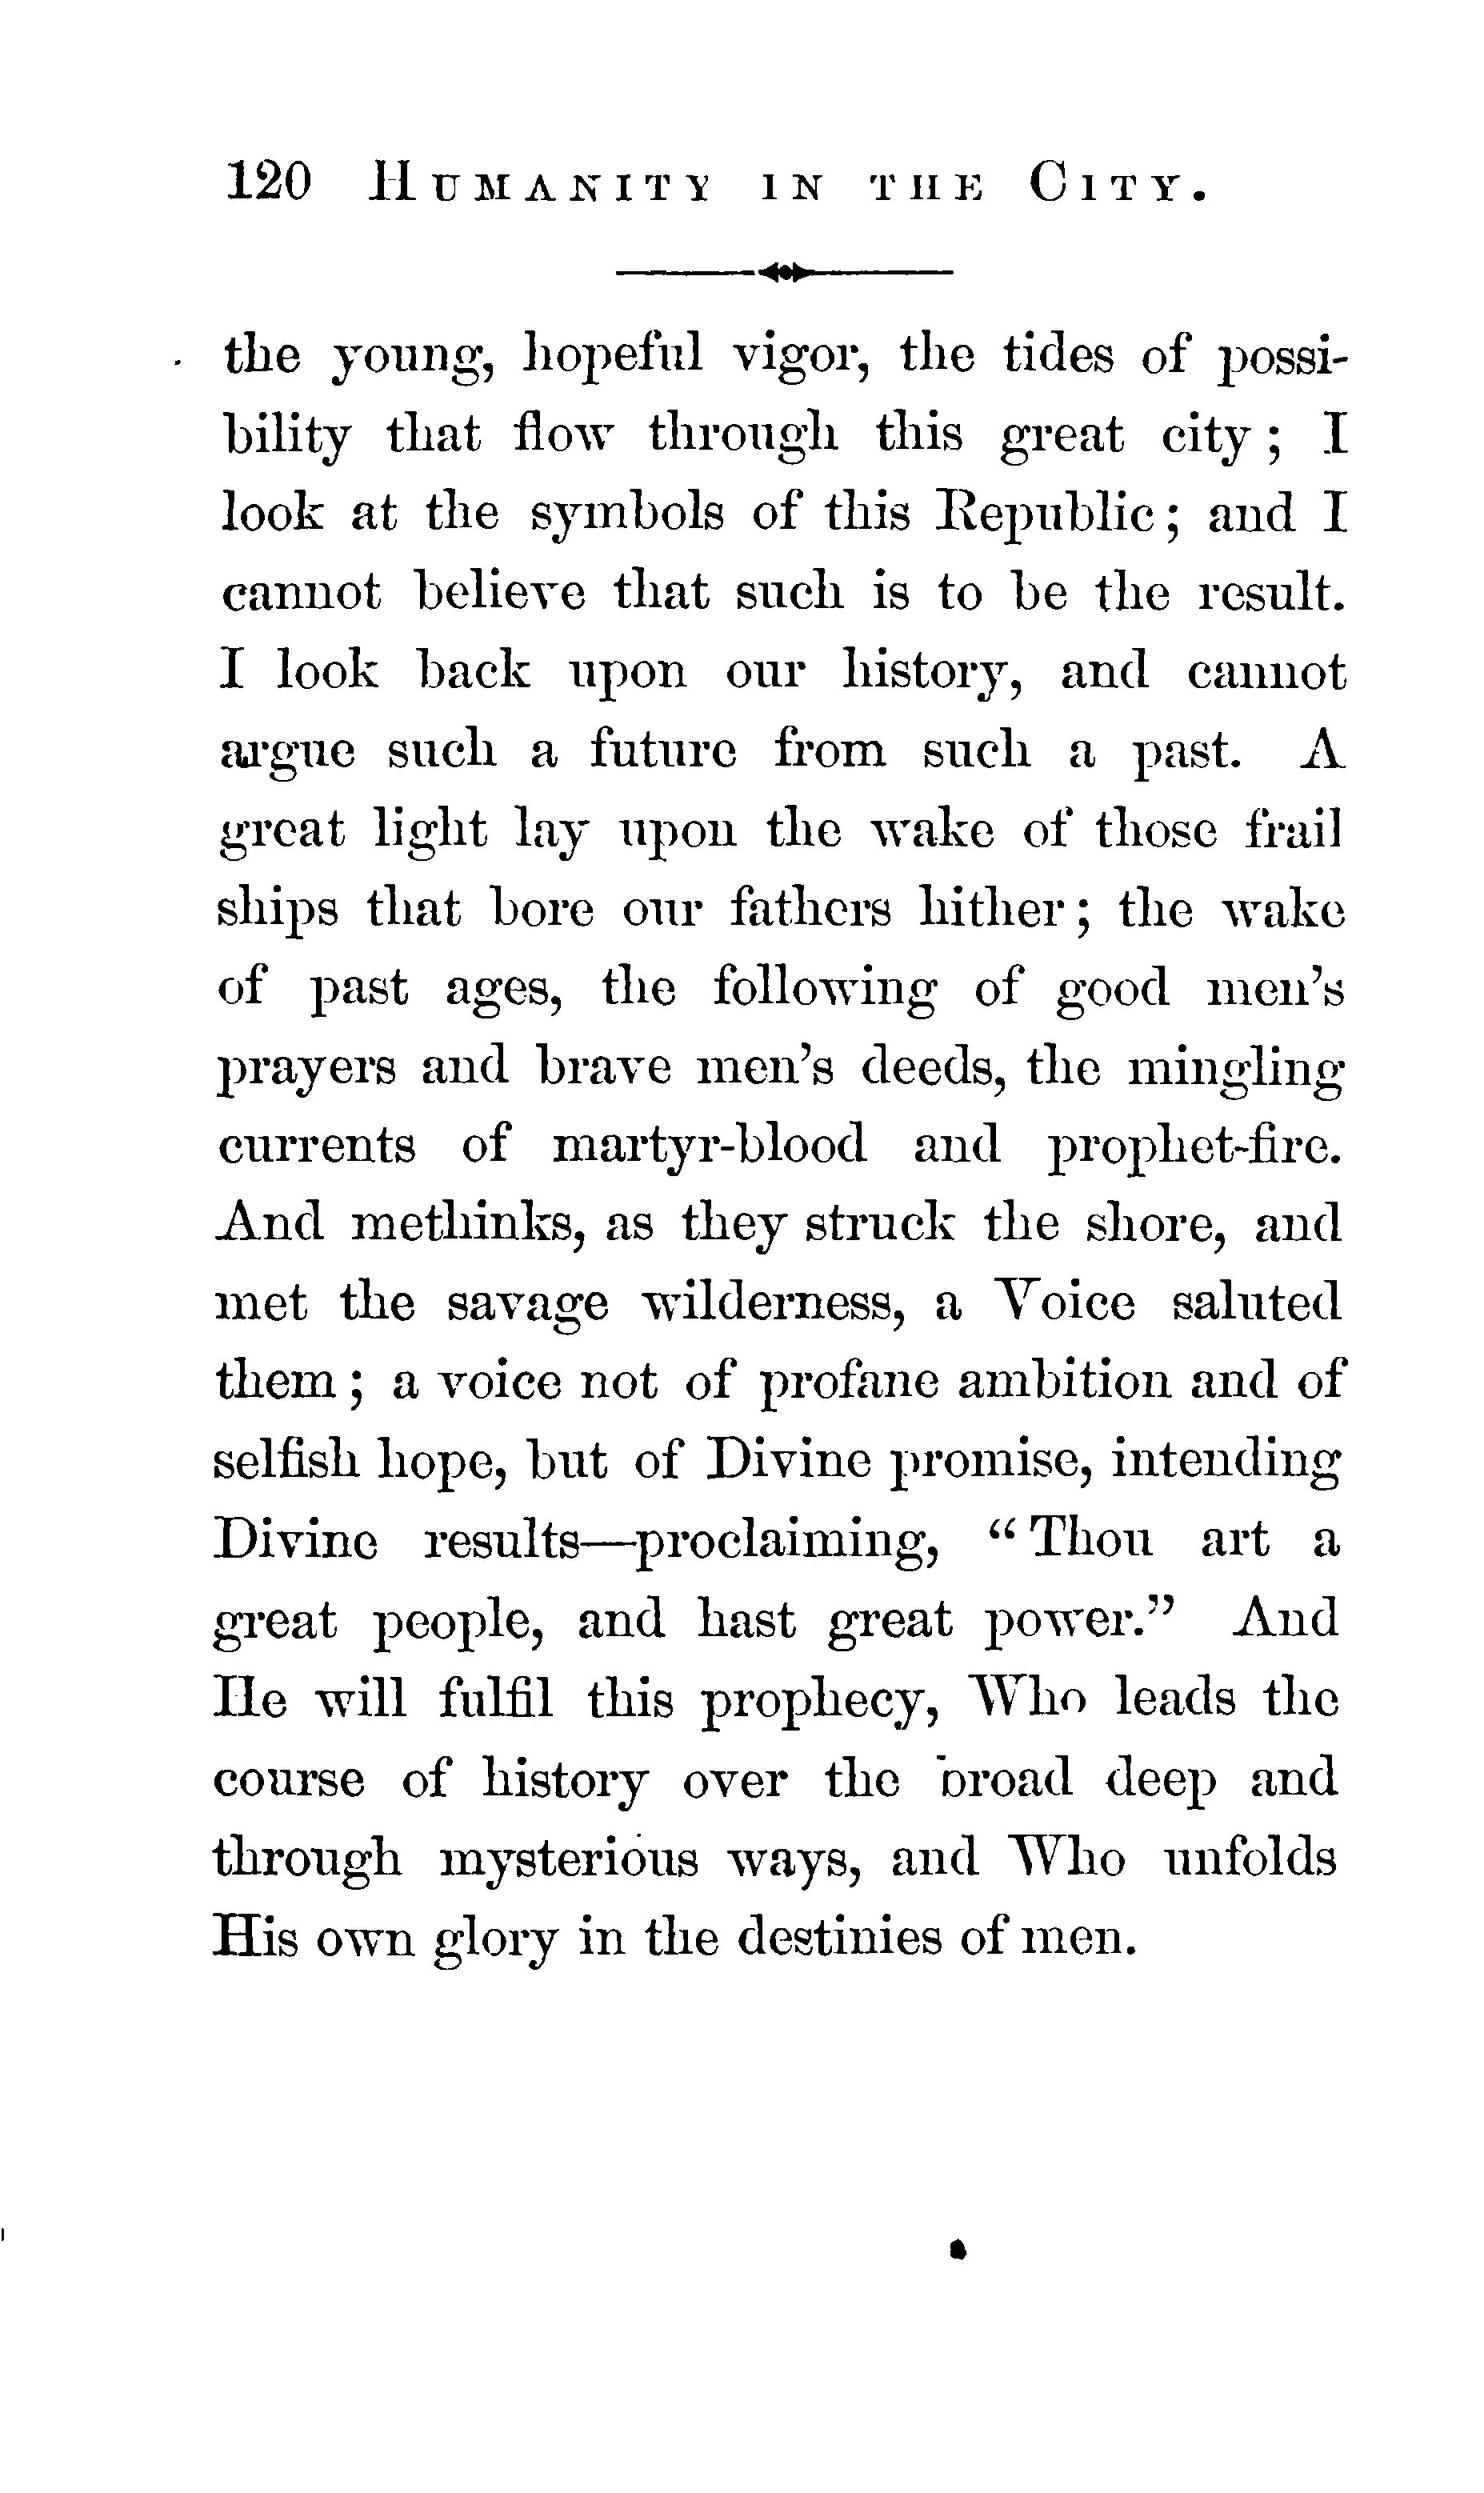 120 HUMANITY IN THE CITY.
the young, hopeful vigor, the tides of possi-
bility that flow through this great city; I
look at the symbols of this Republic; and I
cannot believe that such is to be the result.
I look back upon our history, and cannot
argue such a future from such a past. A
great light lay upon the wake of those frail
ships that bore our fathers hither; the wake
of past ages, the following of good men's
prayers and brave men's deeds, the mingling
currents of martyr-blood and prophet-fire.
And methinks, as they struck the shore, and
met the savage wilderness, a Voice saluted
them; a voice not of profane ambition and of
selfish hope, but of Divine promise, intending
Divine results—proclaiming, "Thou art a
great people, and hast great power." And
He will fulfil this prophecy, Who leads the
course of history over the broad deep and
through mysterious ways, and Who unfolds
His own glory in the destinies of men.